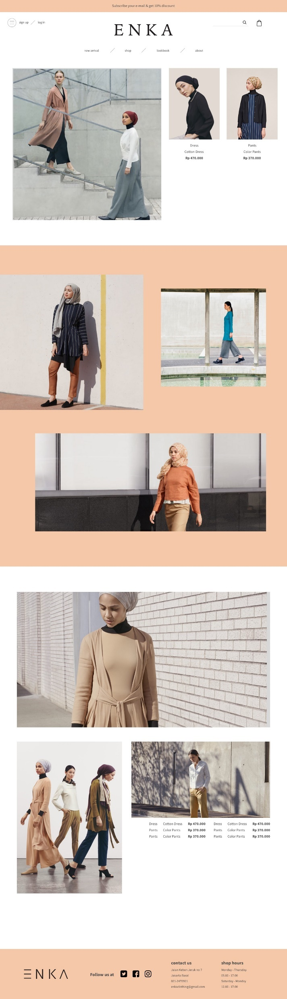 Subscribe your e-mail & get 10% discount
sign up
log in
ENKA
new arrival
shop
lookbook
about
Dress
Cotton Dress
Rp 470.000
Pants
Color Pants
Rp 370.000
Dress Cotton Dress Rp 470.000 Dress Cotton Dress Rp 470.000
Pants Color Pants Rp 370.000 Pants Color Pants Rp 370.000
Pants Color Pants Rp 370.000 Pants Color Pants Rp 370.000
ENKA
Follow us at
contact us
Jalan Kebon Jeruk no 7
Jakarta Barat
021-2470921
enkaclothing@gmail.com
shop hours
Monday - Thursday
09.00 - 17.00
Saturday - Monday
12.00 - 17.00